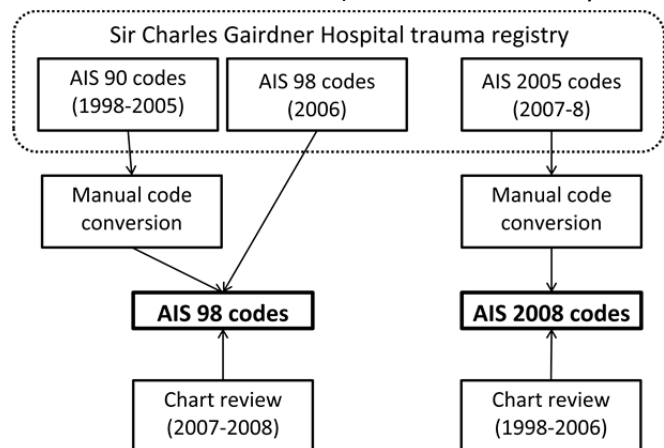 Sir Charles Gairdner Hospital trauma registry
AIS 90 codes
(1998-2005)
AIS 98 codes
(2006)
AIS 2005 codes
(2007-8)
Manual code
conversion
Manual code
conversion
AIS 98 codes
AIS 2008 codes
Chart review
(2007-2008)
Chart review
(1998-2006)